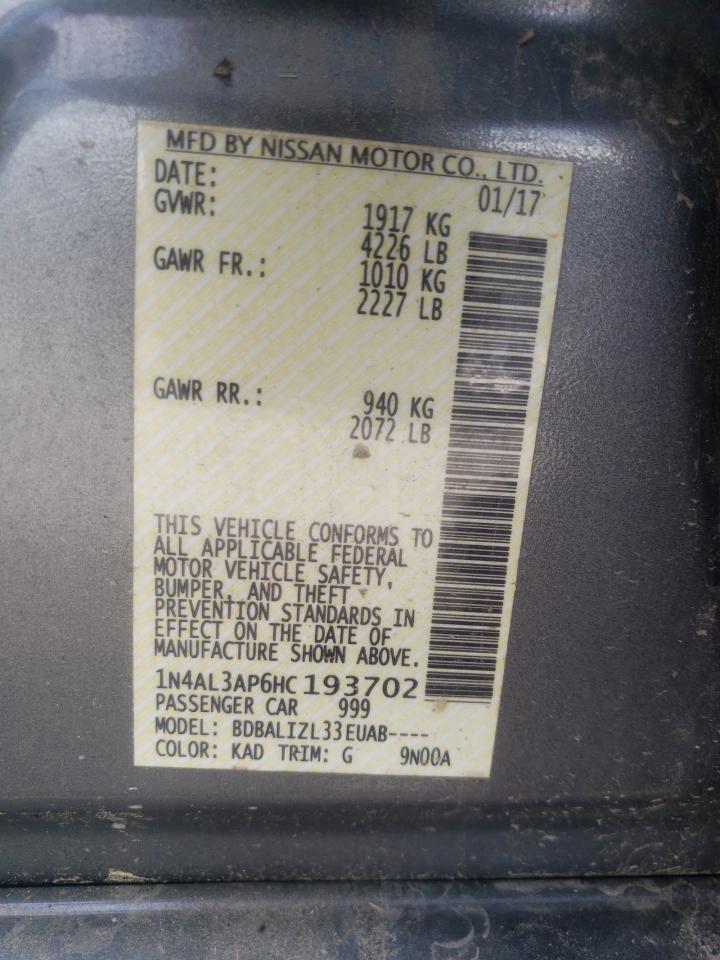 MFD BY NISSAN MOTOR CO., LTD.
DATE: 01/17
GVWR: 1917 KG
4226 LB
GAWR FR.: 1010 KG
2227 LB
GAWR RR.: 940 KG
2072 LB
THIS VEHICLE CONFORMS TO
ALL APPLICABLE FEDERAL
MOTOR VEHICLE SAFETY,
BUMPER, AND THEFT
PREVENTION STANDARDS IN
EFFECT ON THE DATE OF
MANUFACTURE SHOWN ABOVE.
1N4AL3AP6HC193702
PASSENGER CAR 999
MODEL: BDBALIZL33EUAB----
COLOR: KAD TRIM: G 9N00A